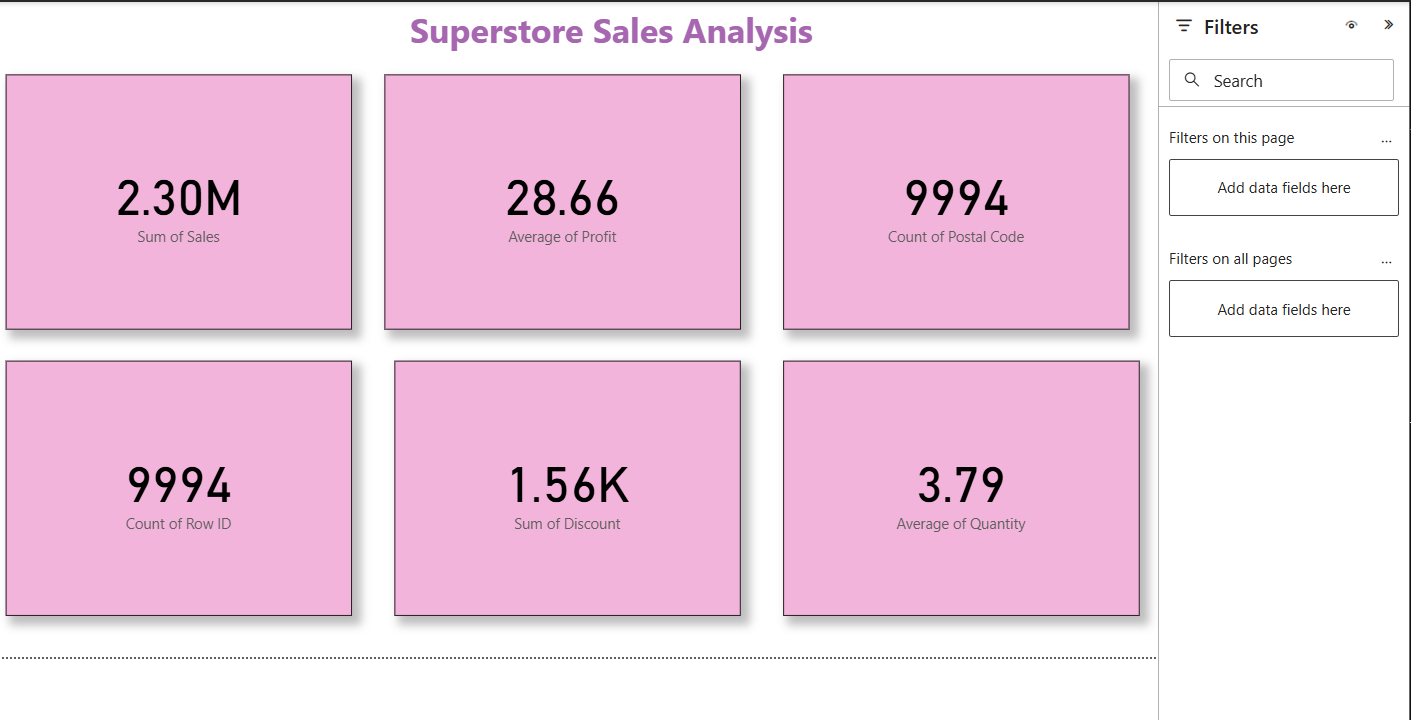 Superstore Sales Analysis
2.30M
Sum of Sales
28.66
Average of Profit
9994
Count of Postal Code
9994
Count of Row ID
1.56K
Sum of Discount
3.79
Average of Quantity
Filters
Search
Filters on this page
...
Add data fields here
Filters on all pages
...
Add data fields here